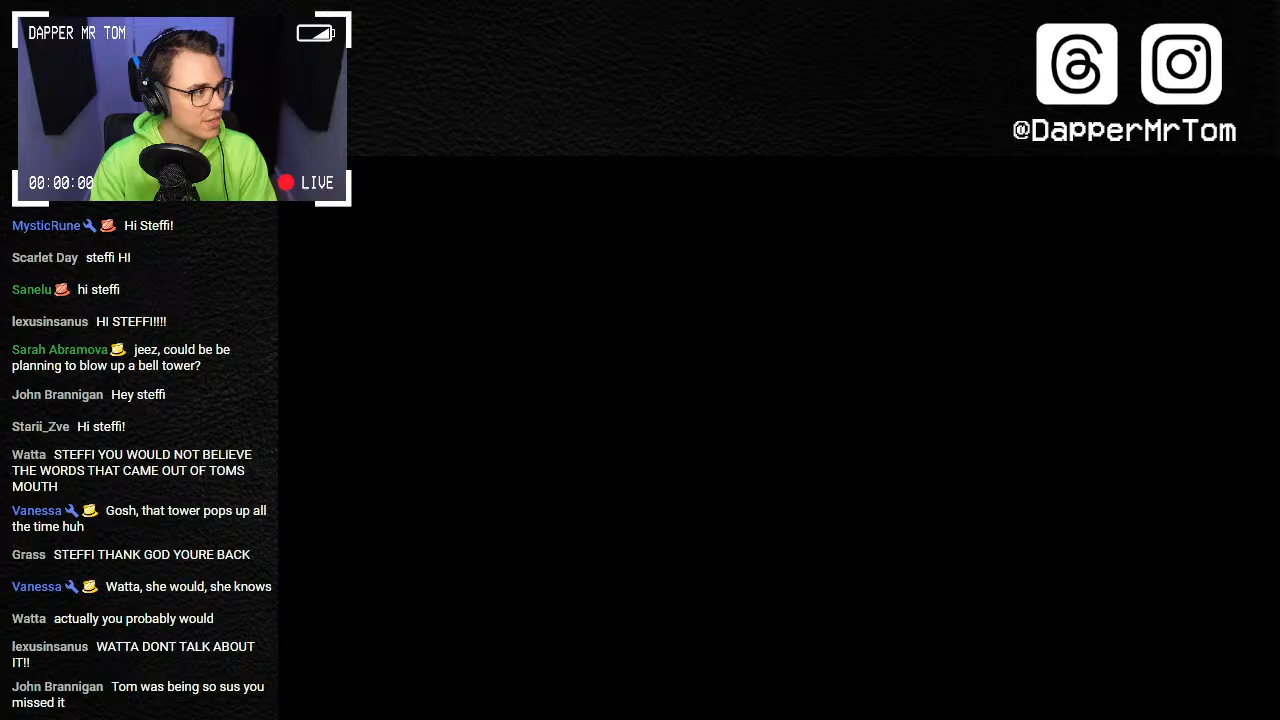 DAPPER MR TOM
00:00:00
LIVE
@DapperMrTom
MysticRune Hi Steffi!
Scarlet Day steffi HI
Sanelu hi steffi
lexusinsanus HI STEFFI!!!!
Sarah Abramova jeez, could be be
planning to blow up a bell tower?
John Brannigan Hey steffi
Starii_Zve Hi steffi!
Watta STEFFI YOU WOULD NOT BELIEVE
THE WORDS THAT CAME OUT OF TOMS
MOUTH
Vanessa Gosh, that tower pops up all
the time huh
Grass STEFFI THANK GOD YOURE BACK
Vanessa Watta, she would, she knows
Watta actually you probably would
lexusinsanus WATTA DONT TALK ABOUT
IT!!
John Brannigan Tom was being so sus you
missed it